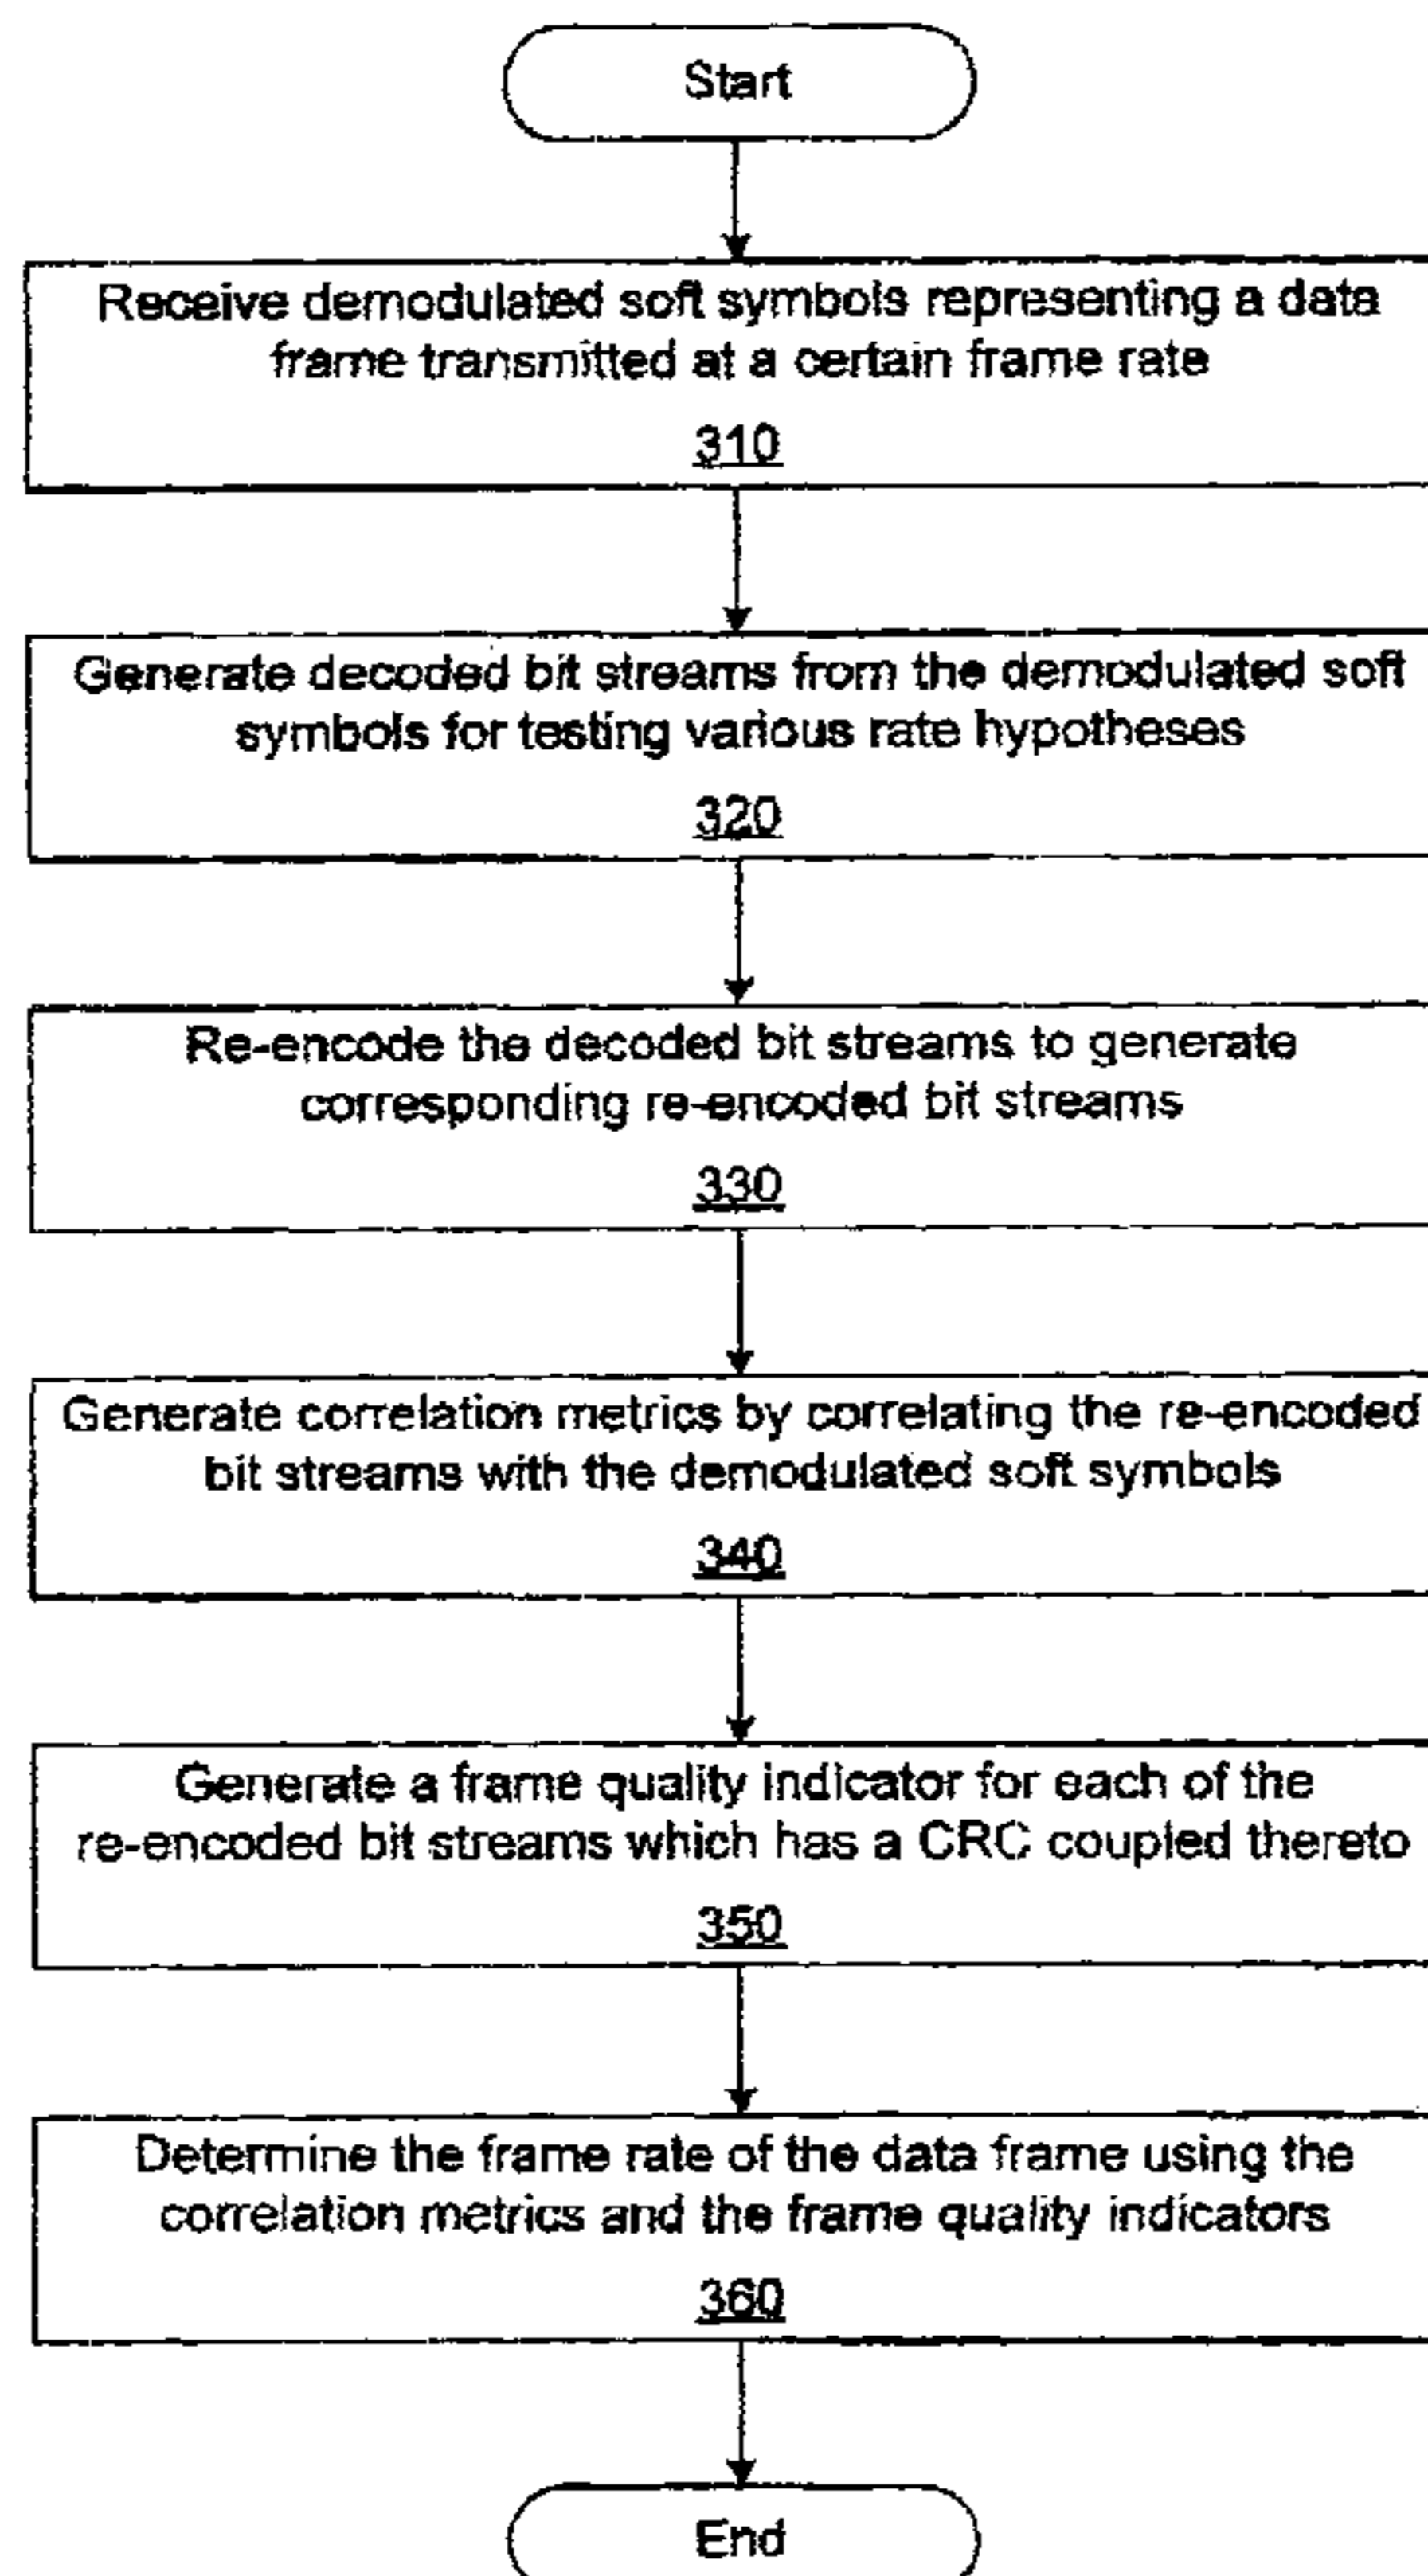 Start
Receive demodulated soft symbols representing a data
frame transmitted at a certain frame rate
310
Generate decoded bit streams from the demodulated soft
symbols for testing various rate hypotheses
320
Re-encode the decoded bit streams to generate
corresponding re-encoded bit streams
330
Generate correlation metrics by correlating the re-encoded
bit streams with the demodulated soft symbols
340
Generate a frame quality indicator for each of the
re-encoded bit streams which has a CRC coupled thereto
350
Determine the frame rate of the data frame using the
correlation metrics and the frame quality indicators
360
End